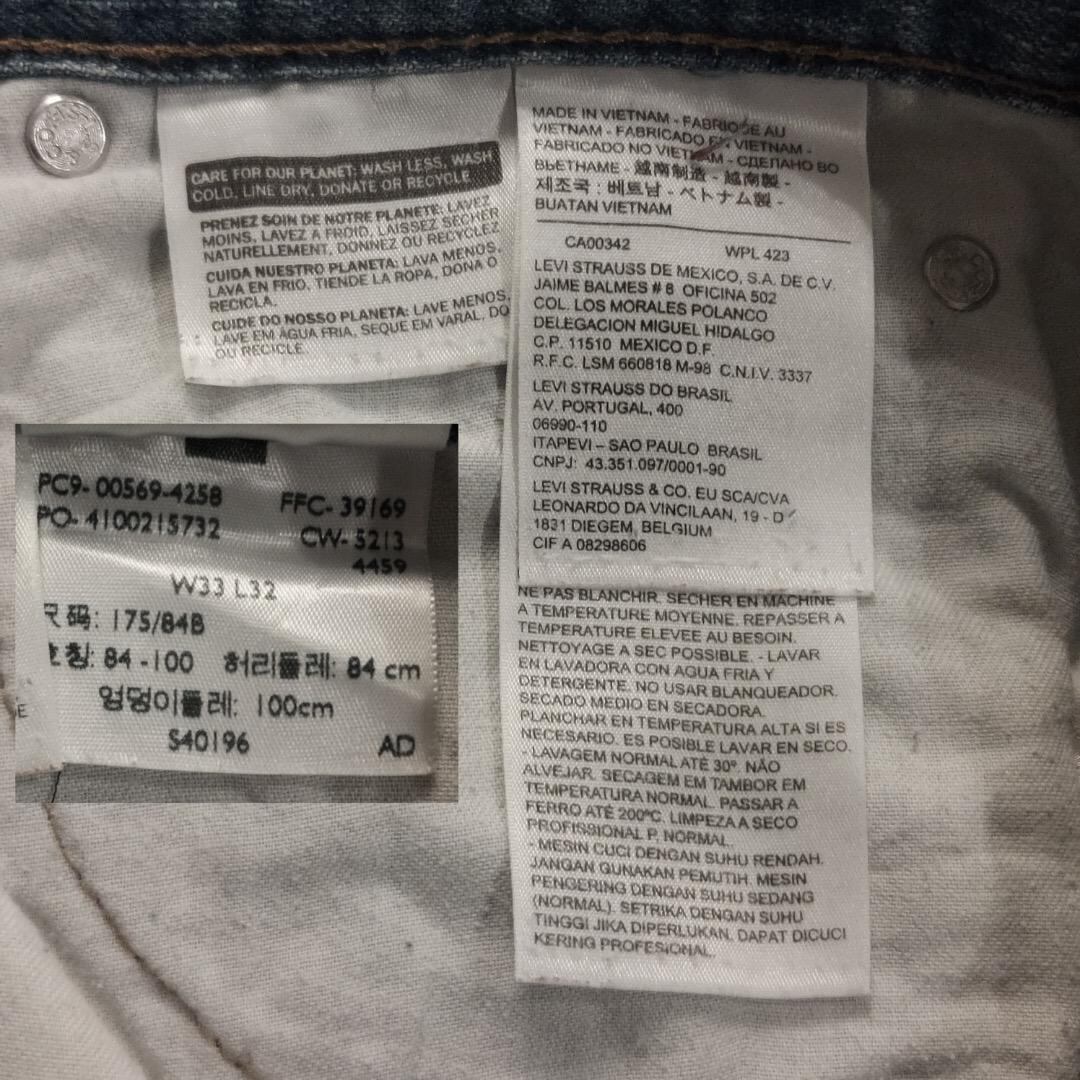 CARE FOR OUR PLANET: WASH LESS, WASH
COLD, LINE DRY, DONATE OR RECYCLE
PRENEZ SOIN DE NOTRE PLANETE: LAVEZ
MOINS, LAVEZ A FROID, LAISSEZ SECHER
NATURELLEMENT, DONNEZ OU RECYCLEZ
CUIDA NUESTRO PLANETA: LAVA MENOS,
LAVA EN FRIO, TIENDE LA ROPA, DONA O
RECICLA.
CUIDE DO NOSSO PLANETA: LAVE MENOS,
LAVE EM ÁGUA FRIA, SEQUE EM VARAL, DO
OU RECICLE
MADE IN VIETNAM - FABRIQUE AU
VIETNAM - FABRICADO EN VIETNAM -
FABRICADO NO VIETNAM - СДЕЛАНО ВО
ВЬЕТНАМЕ - 越南制造 - 越南製 -
제조국 : 베트남 - ベトナム製 -
BUATAN VIETNAM
CA00342 WPL 423
LEVI STRAUSS DE MEXICO, S.A. DE C.V.
JAIME BALMES # 8 OFICINA 502
COL. LOS MORALES POLANCO
DELEGACION MIGUEL HIDALGO
C.P. 11510 MEXICO D.F.
R.F.C. LSM 660818 M-98 C.N.I.V. 3337
LEVI STRAUSS DO BRASIL
AV. PORTUGAL, 400
06990-110
ITAPEVI – SAO PAULO BRASIL
CNPJ: 43.351.097/0001-90
LEVI STRAUSS & CO. EU SCA/CVA
LEONARDO DA VINCILAAN, 19 - D
1831 DIEGEM, BELGIUM
CIF A 08298606
NE PAS BLANCHIR. SECHER EN MACHINE
A TEMPERATURE MOYENNE. REPASSER A
TEMPERATURE ELEVEE AU BESOIN.
NETTOYAGE A SEC POSSIBLE. - LAVAR
EN LAVADORA CON AGUA FRIA Y
DETERGENTE. NO USAR BLANQUEADOR.
SECADO MEDIO EN SECADORA.
PLANCHAR EN TEMPERATURA ALTA SI ES
NECESARIO. ES POSIBLE LAVAR EN SECO.
- LAVAGEM NORMAL ATÉ 30º. NÃO
ALVEJAR. SECAGEM EM TAMBOR EM
TEMPERATURA NORMAL. PASSAR A
FERRO ATÉ 200ºC. LIMPEZA A SECO
PROFISSIONAL P, NORMAL.
- MESIN CUCI DENGAN SUHU RENDAH.
JANGAN GUNAKAN PEMUTIH. MESIN
PENGERING DENGAN SUHU SEDANG
(NORMAL). SETRIKA DENGAN SUHU
TINGGI JIKA DIPERLUKAN. DAPAT DICUCI
KERING PROFESIONAL.
PC9- 00569-4258 FFC- 39169
PO- 4100215732 CW- 5213
4459
W33 L32
尺码: 175/84B
호칭: 84 -100 허리둘레: 84 cm
엉덩이둘레: 100cm
S40196 AD